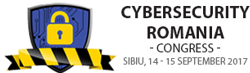 CYBERSECURITY
ROMANIA
- CONGRESS -
SIBIU, 14 - 15 SEPTEMBER 2017